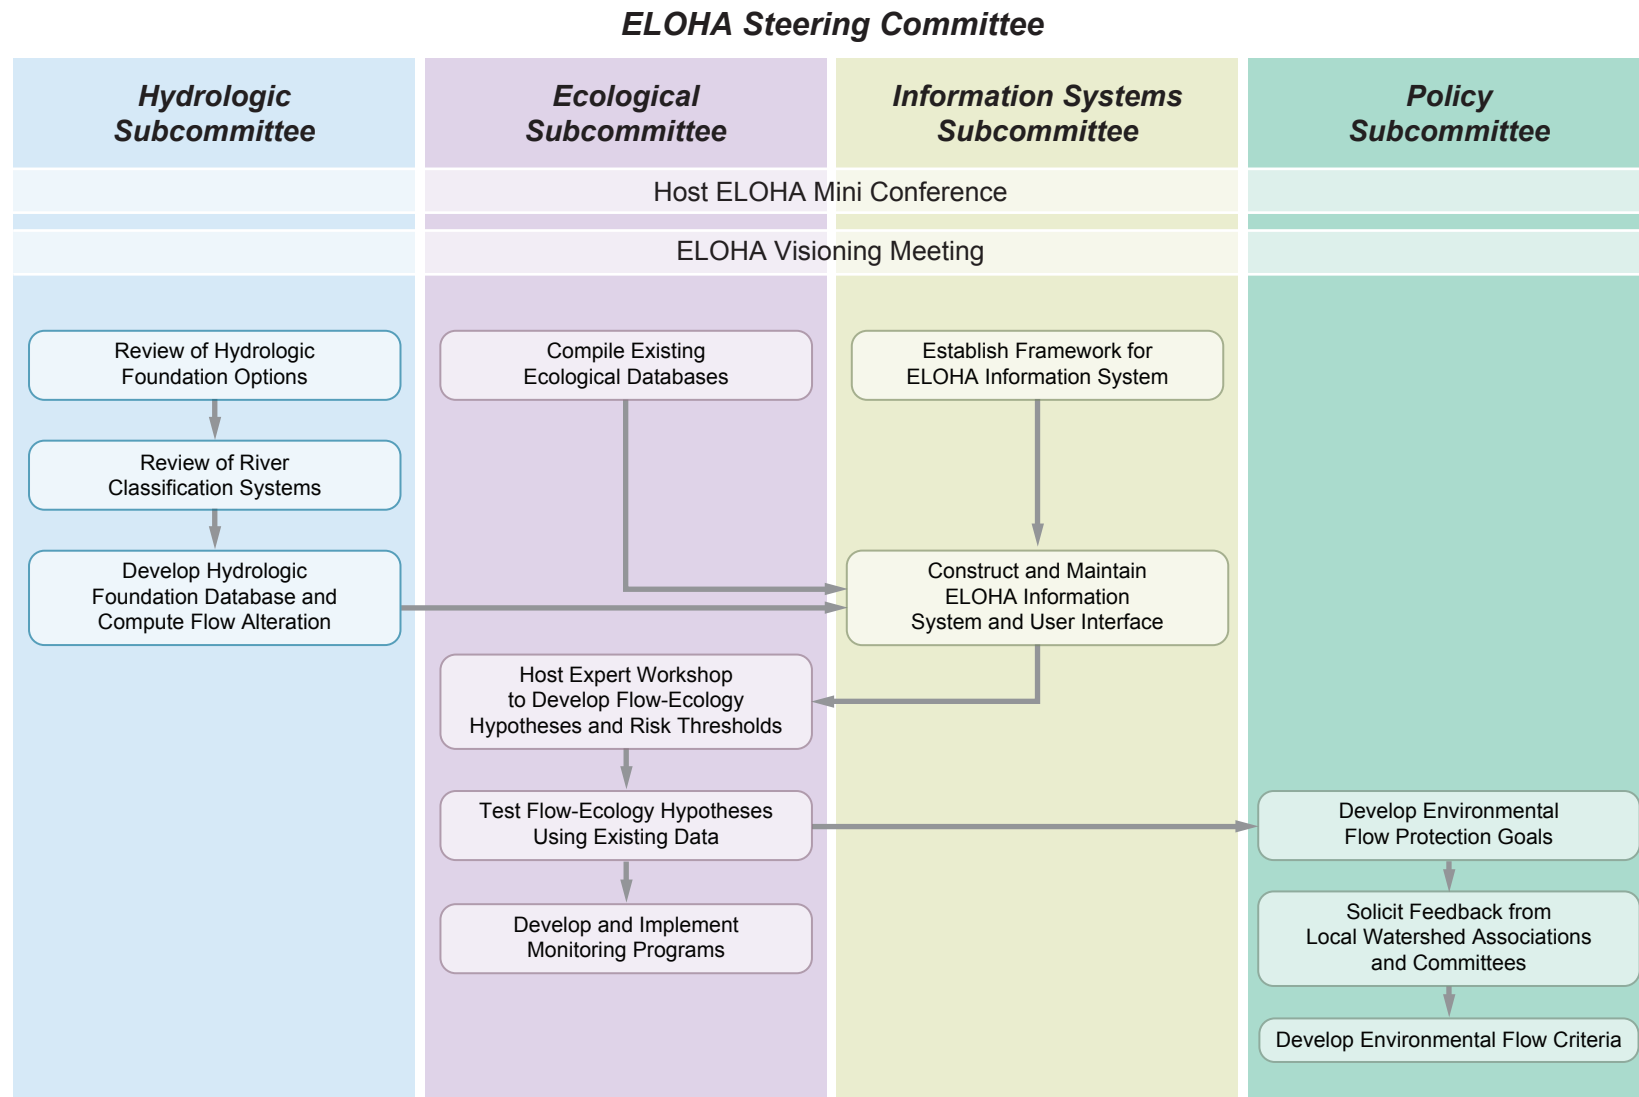 ELOHA Steering Committee
Hydrologic
Subcommittee
Ecological
Subcommittee
Information Systems
Subcommittee
Policy
Subcommittee
Host ELOHA Mini Conference
ELOHA Visioning Meeting
Review of Hydrologic
Foundation Options
Review of River
Classification Systems
Develop Hydrologic
Foundation Database and
Compute Flow Alteration
Compile Existing
Ecological Databases
Establish Framework for
ELOHA Information System
Construct and Maintain
ELOHA Information
System and User Interface
Host Expert Workshop
to Develop Flow-Ecology
Hypotheses and Risk Thresholds
Test Flow-Ecology Hypotheses
Using Existing Data
Develop and Implement
Monitoring Programs
Develop Environmental
Flow Protection Goals
Solicit Feedback from
Local Watershed Associations
and Committees
Develop Environmental Flow Criteria